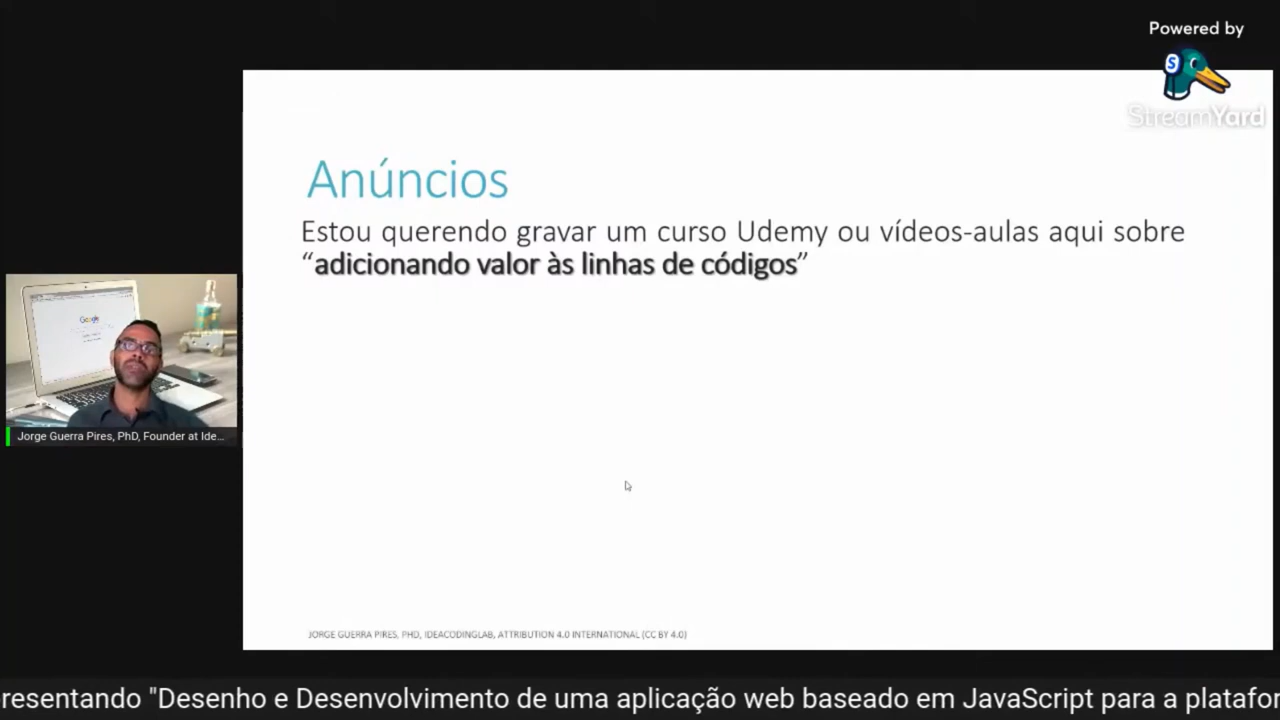 Powered by
StreamYard
Anúncios
Estou querendo gravar um curso Udemy ou vídeos-aulas aqui sobre
“adicionando valor às linhas de códigos”
Google
Jorge Guerra Pires, PhD, Founder at Ide...
JORGE GUERRA PIRES, PHD, IDEACODINGLAB, ATTRIBUTION 4.0 INTERNATIONAL (CC BY 4.0)
resentando "Desenho e Desenvolvimento de uma aplicação web baseado em JavaScript para a platafor